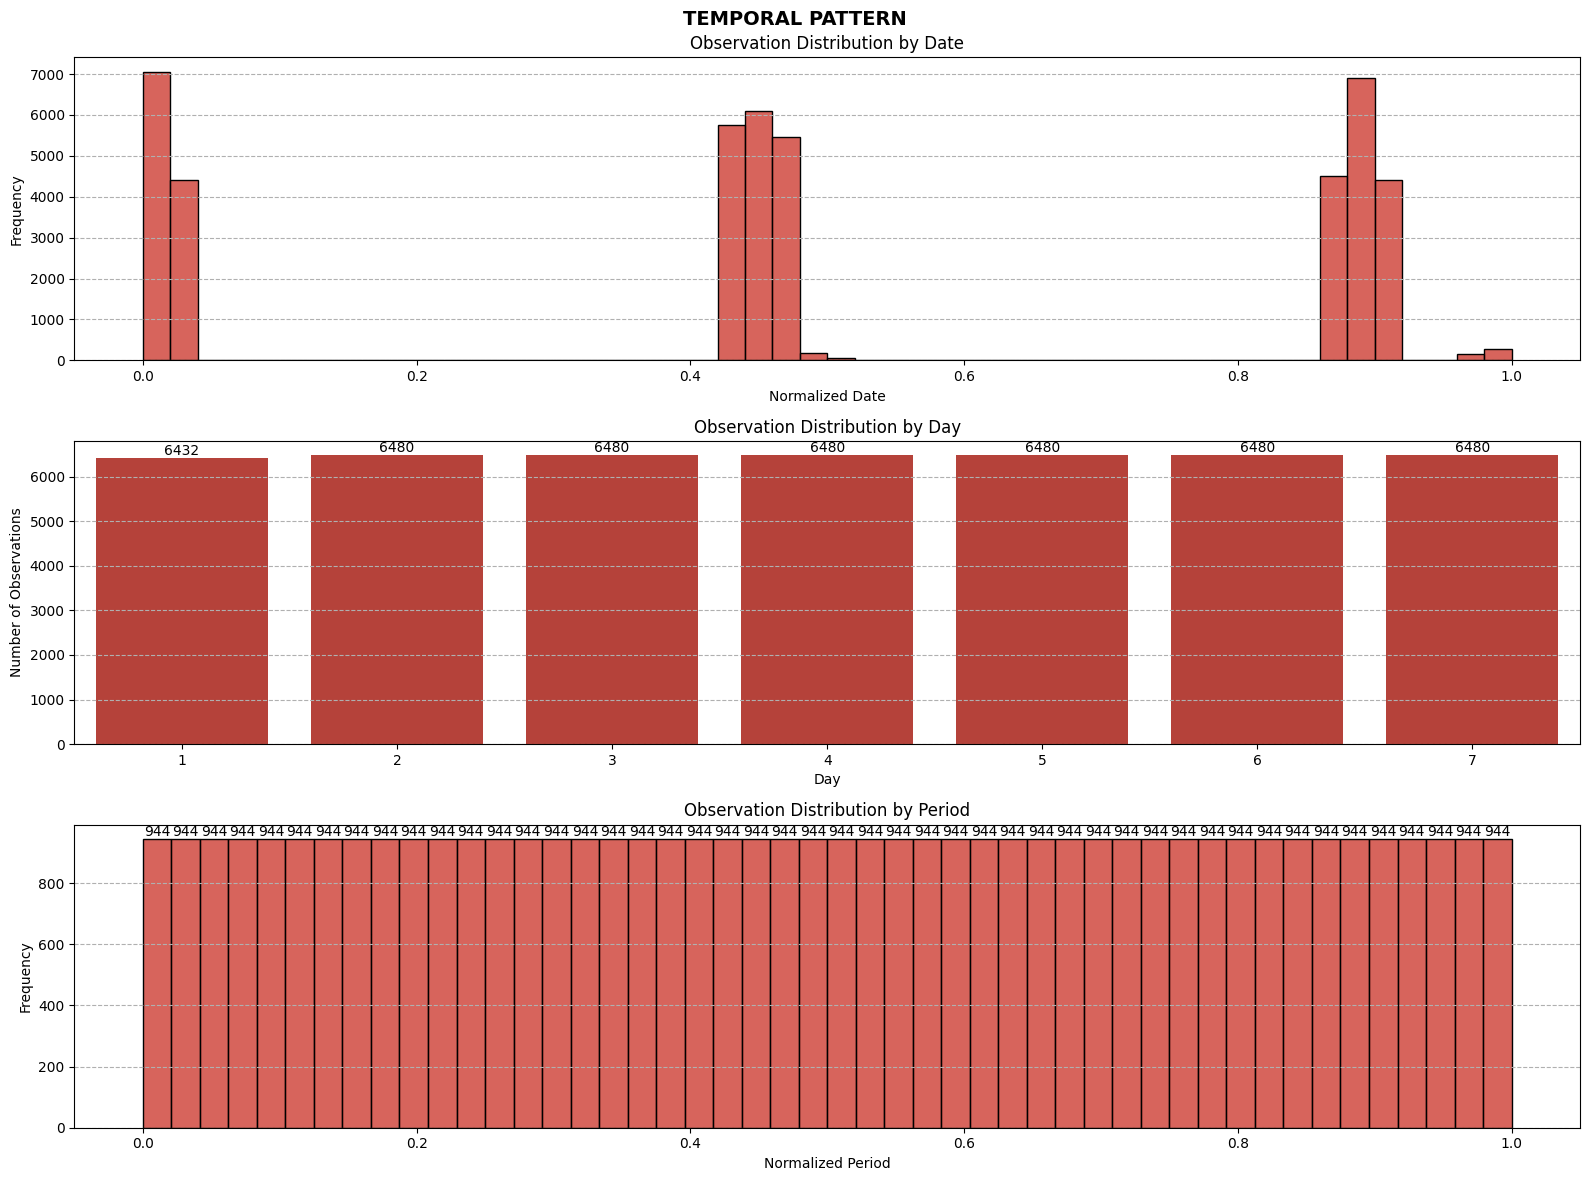 TEMPORAL PATTERN
Observation Distribution by Date
Frequency
7000
6000
5000
4000
3000
2000
1000
0
0.0 0.2 0.4 0.6 0.8 1.0
Normalized Date
Observation Distribution by Day
Number of Observations
6000
5000
4000
3000
2000
1000
0
6432 6480 6480 6480 6480 6480 6480
1 2 3 4 5 6 7
Day
Observation Distribution by Period
Frequency
944 944 944 944 944 944 944 944 944 944 944 944 944 944 944 944 944 944 944 944 944 944 944 944 944 944 944 944 944 944 944 944 944 944 944 944 944 944 944 944 944 944 944 944 944 944 944 944
800
600
400
200
0
0.0 0.2 0.4 0.6 0.8 1.0
Normalized Period